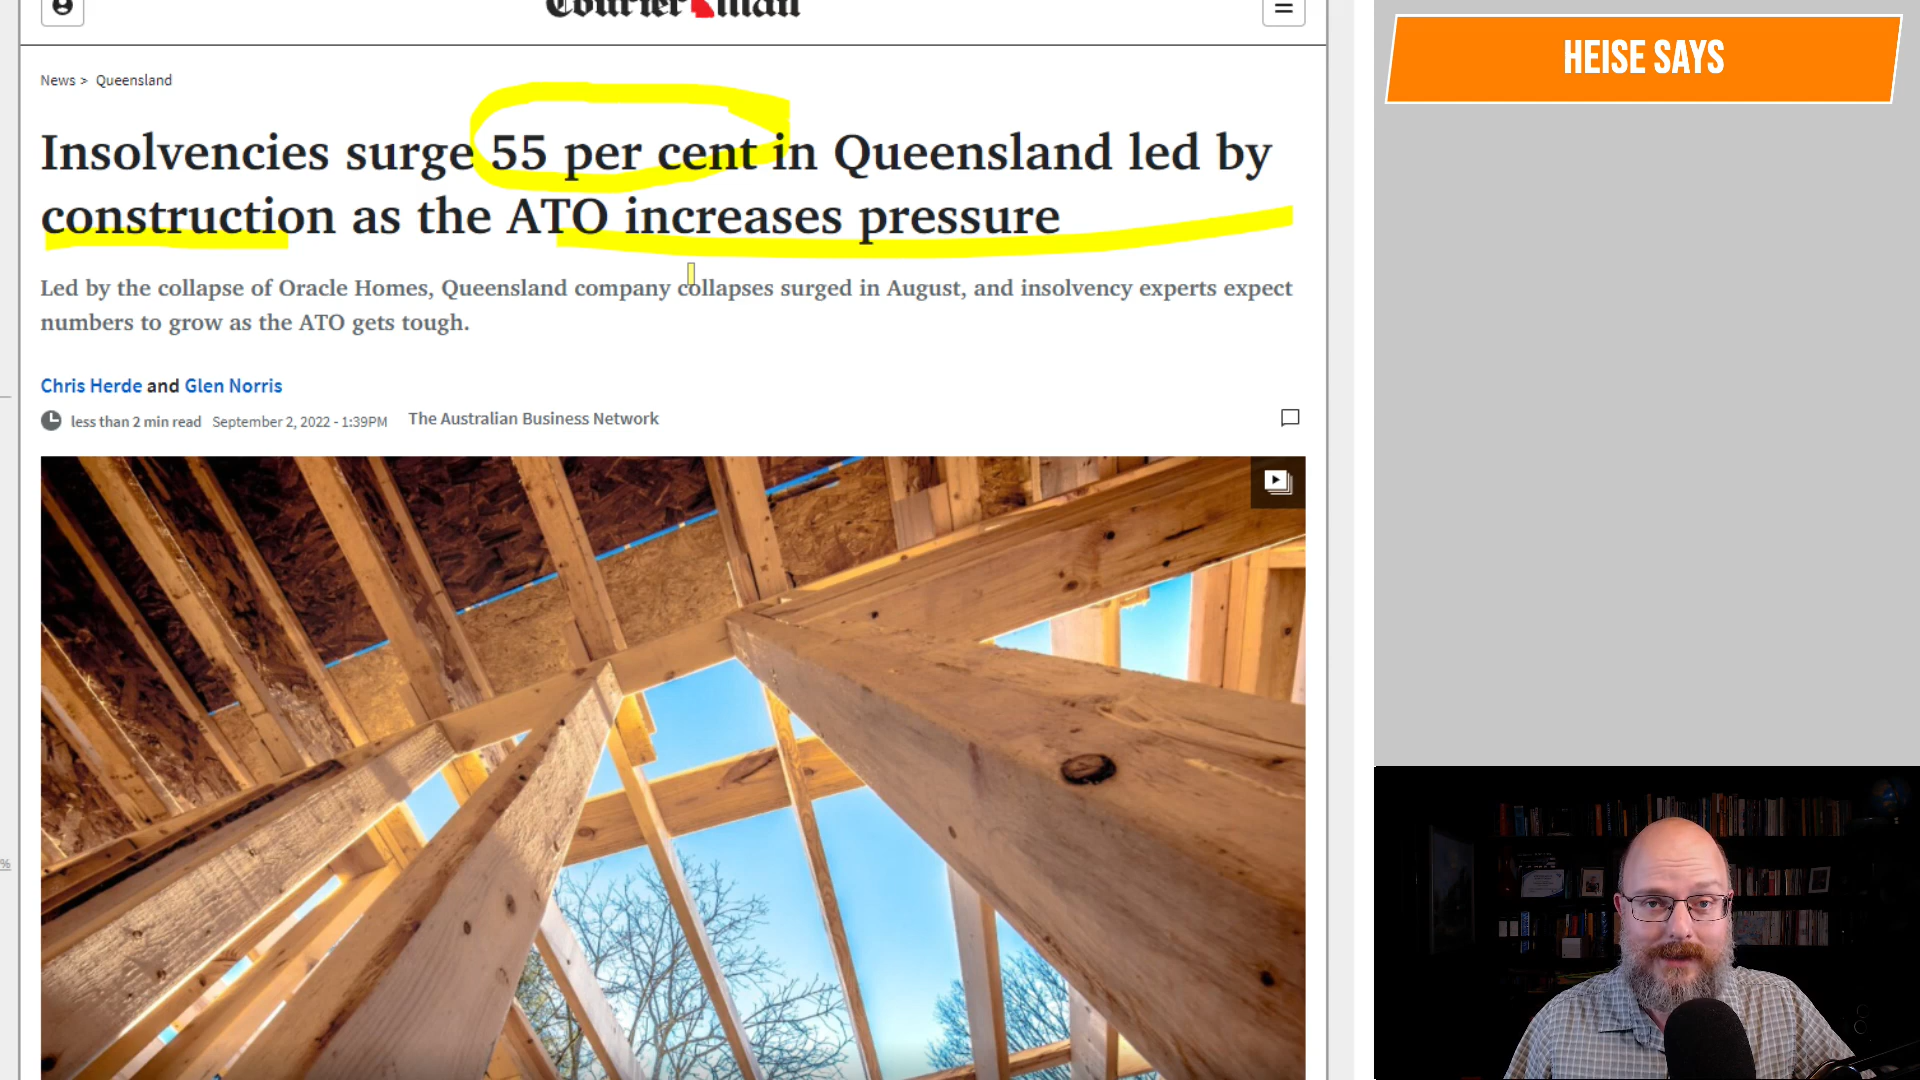 Courier Mail
HEISE SAYS
News > Queensland
Insolvencies surge 55 per cent in Queensland led by
construction as the ATO increases pressure
Led by the collapse of Oracle Homes, Queensland company collapses surged in August, and insolvency experts expect
numbers to grow as the ATO gets tough.
Chris Herde and Glen Norris
less than 2 min read September 2, 2022 - 1:39PM The Australian Business Network
%